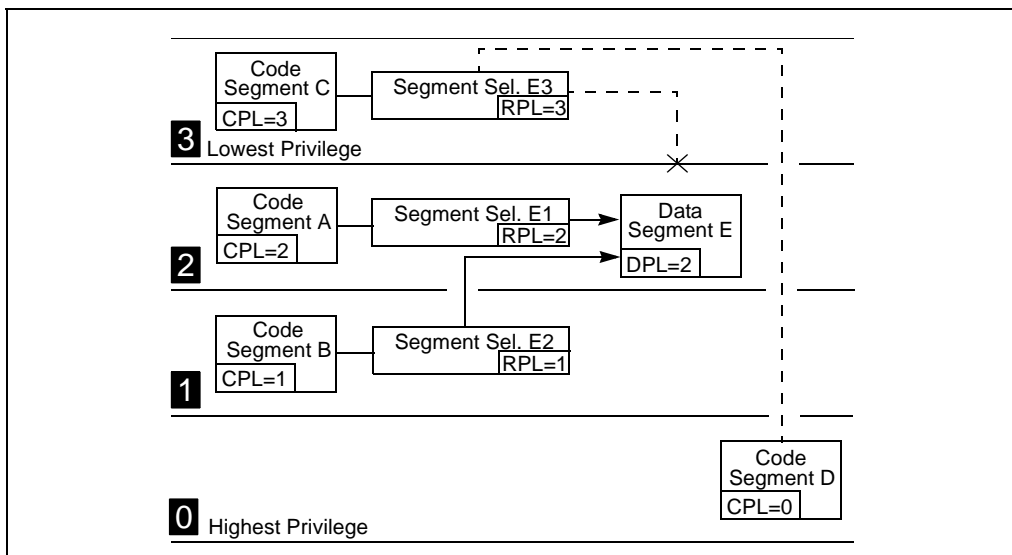 Code
Segment C
CPL=3
Segment Sel. E3
RPL=3
3
Lowest Privilege
Code
Segment A
CPL=2
Segment Sel. E1
RPL=2
Data
Segment E
DPL=2
2
Code
Segment B
CPL=1
Segment Sel. E2
RPL=1
1
Code
Segment D
CPL=0
0
Highest Privilege